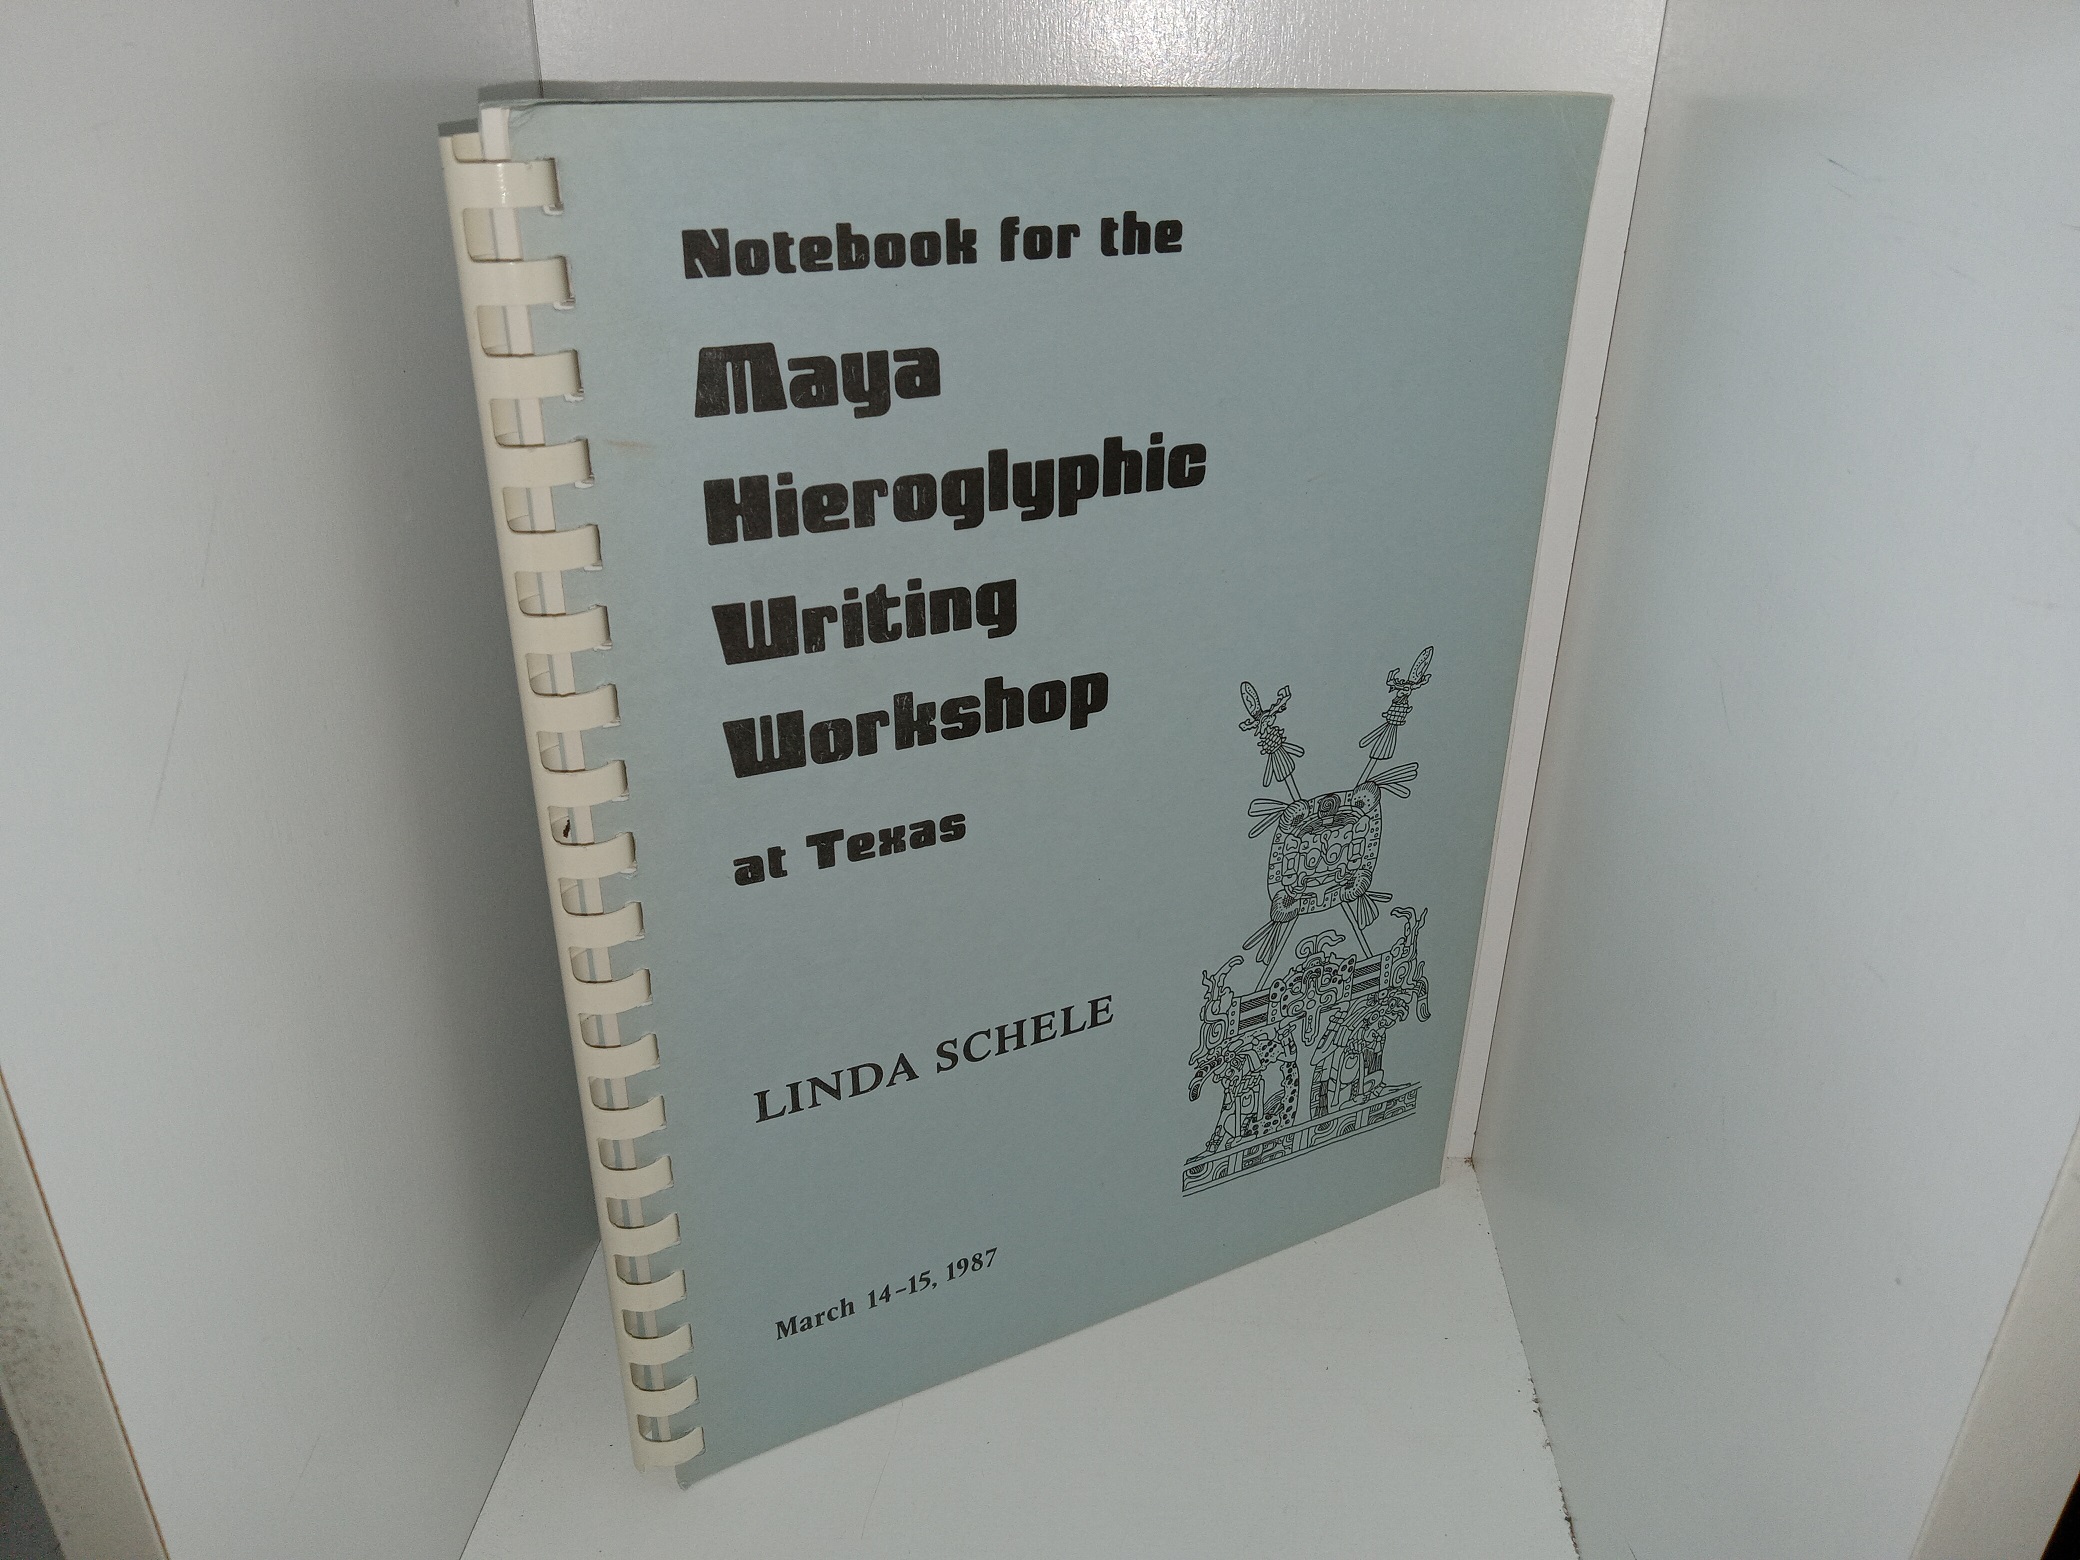 Notebook for the
Maya
Hieroglyphic
Writing
Workshop
at Texas
LINDA SCHELE
March 14-15, 1987